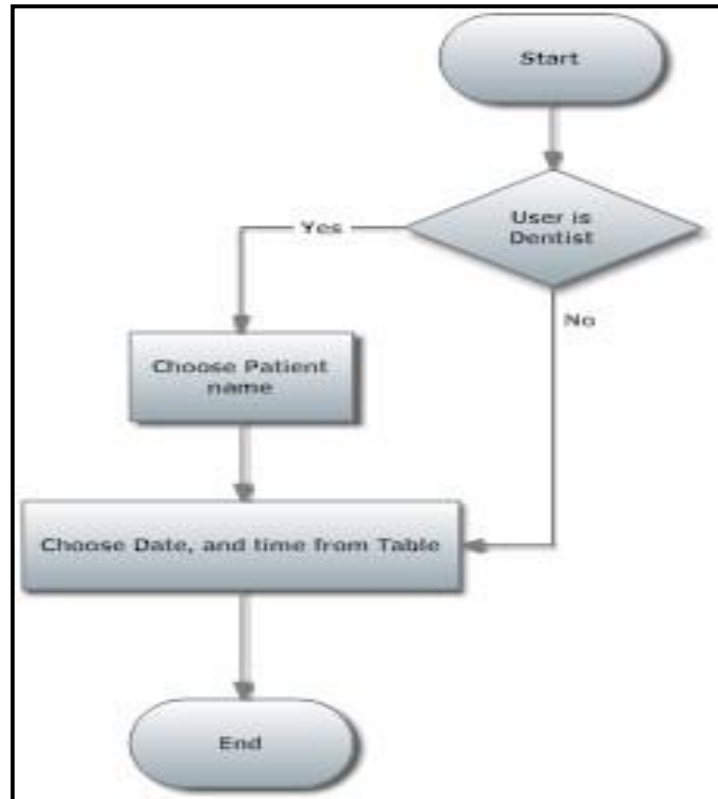 Start
User is
Dentist
Yes
No
Choose Patient
name
Choose Date, and time from Table
End